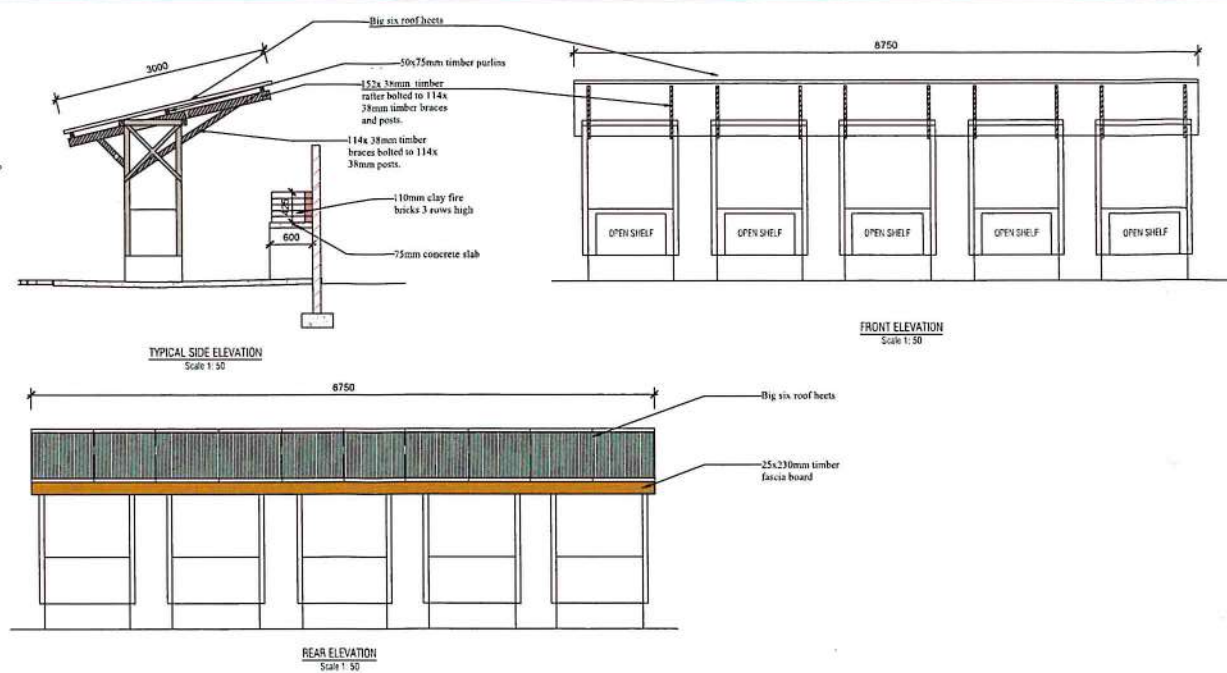 Big six roof heets
3000
50x75mm timber purlins
152x 38mm timber
rafter bolted to 114x
38mm timber braces
and posts.
114x 38mm timber
braces bolted to 114x
38mm posts.
110mm clay fire
bricks 3 rows high
425
600
75mm concrete slab
TYPICAL SIDE ELEVATION
Scale 1: 50
8750
OPEN SHELF
OPEN SHELF
OPEN SHELF
OPEN SHELF
OPEN SHELF
FRONT ELEVATION
Scale 1: 50
6750
Big six roof heets
25x230mm timber
fascia board
REAR ELEVATION
Scale 1: 50